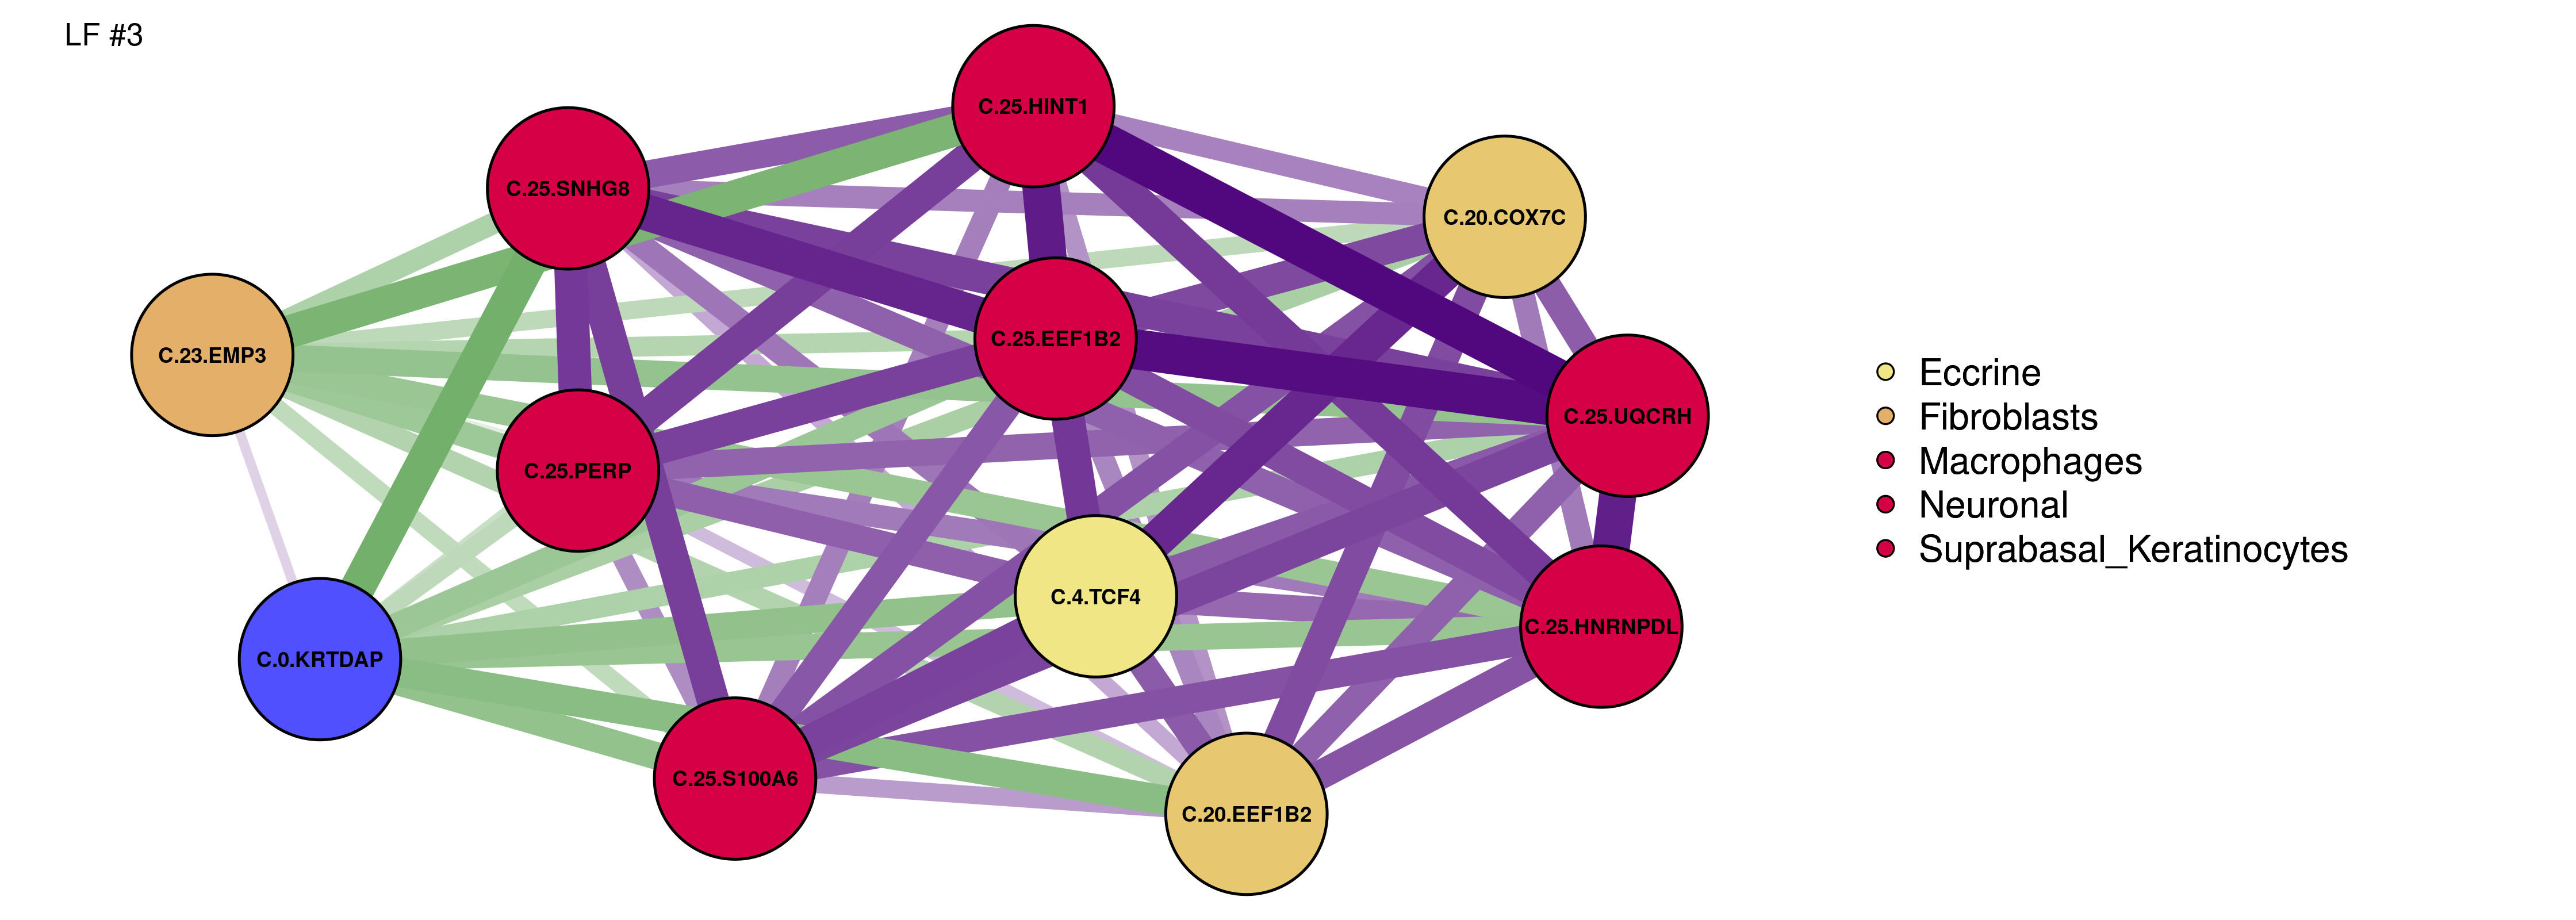 LF #3
C.25.HINT1
C.25.SNHG8
C.20.COX7C
C.25.EEF1B2
C.23.EMP3
C.25.UQCRH
C.25.PERP
C.4.TCF4
C.25.HNRNPDL
C.0.KRTDAP
C.25.S100A6
C.20.EEF1B2
Eccrine
Fibroblasts
Macrophages
Neuronal
Suprabasal_Keratinocytes